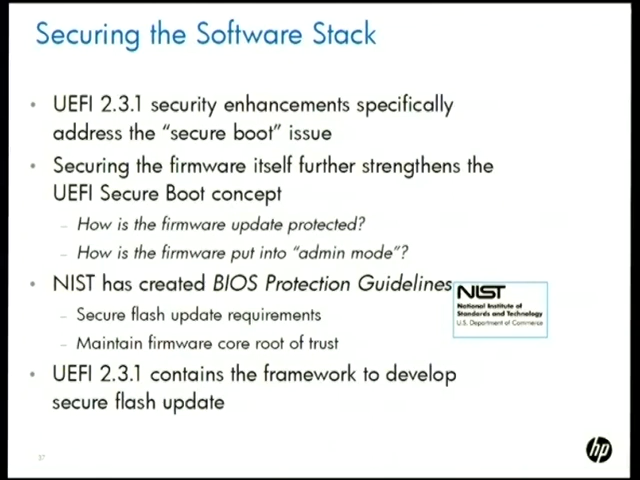 Securing the Software Stack
• UEFI 2.3.1 security enhancements specifically
address the “secure boot” issue
• Securing the firmware itself further strengthens the
UEFI Secure Boot concept
– How is the firmware update protected?
– How is the firmware put into “admin mode”?
• NIST has created BIOS Protection Guidelines
NIST
National Institute of
Standards and Technology
U.S. Department of Commerce
– Secure flash update requirements
– Maintain firmware core root of trust
• UEFI 2.3.1 contains the framework to develop
secure flash update
37
hp